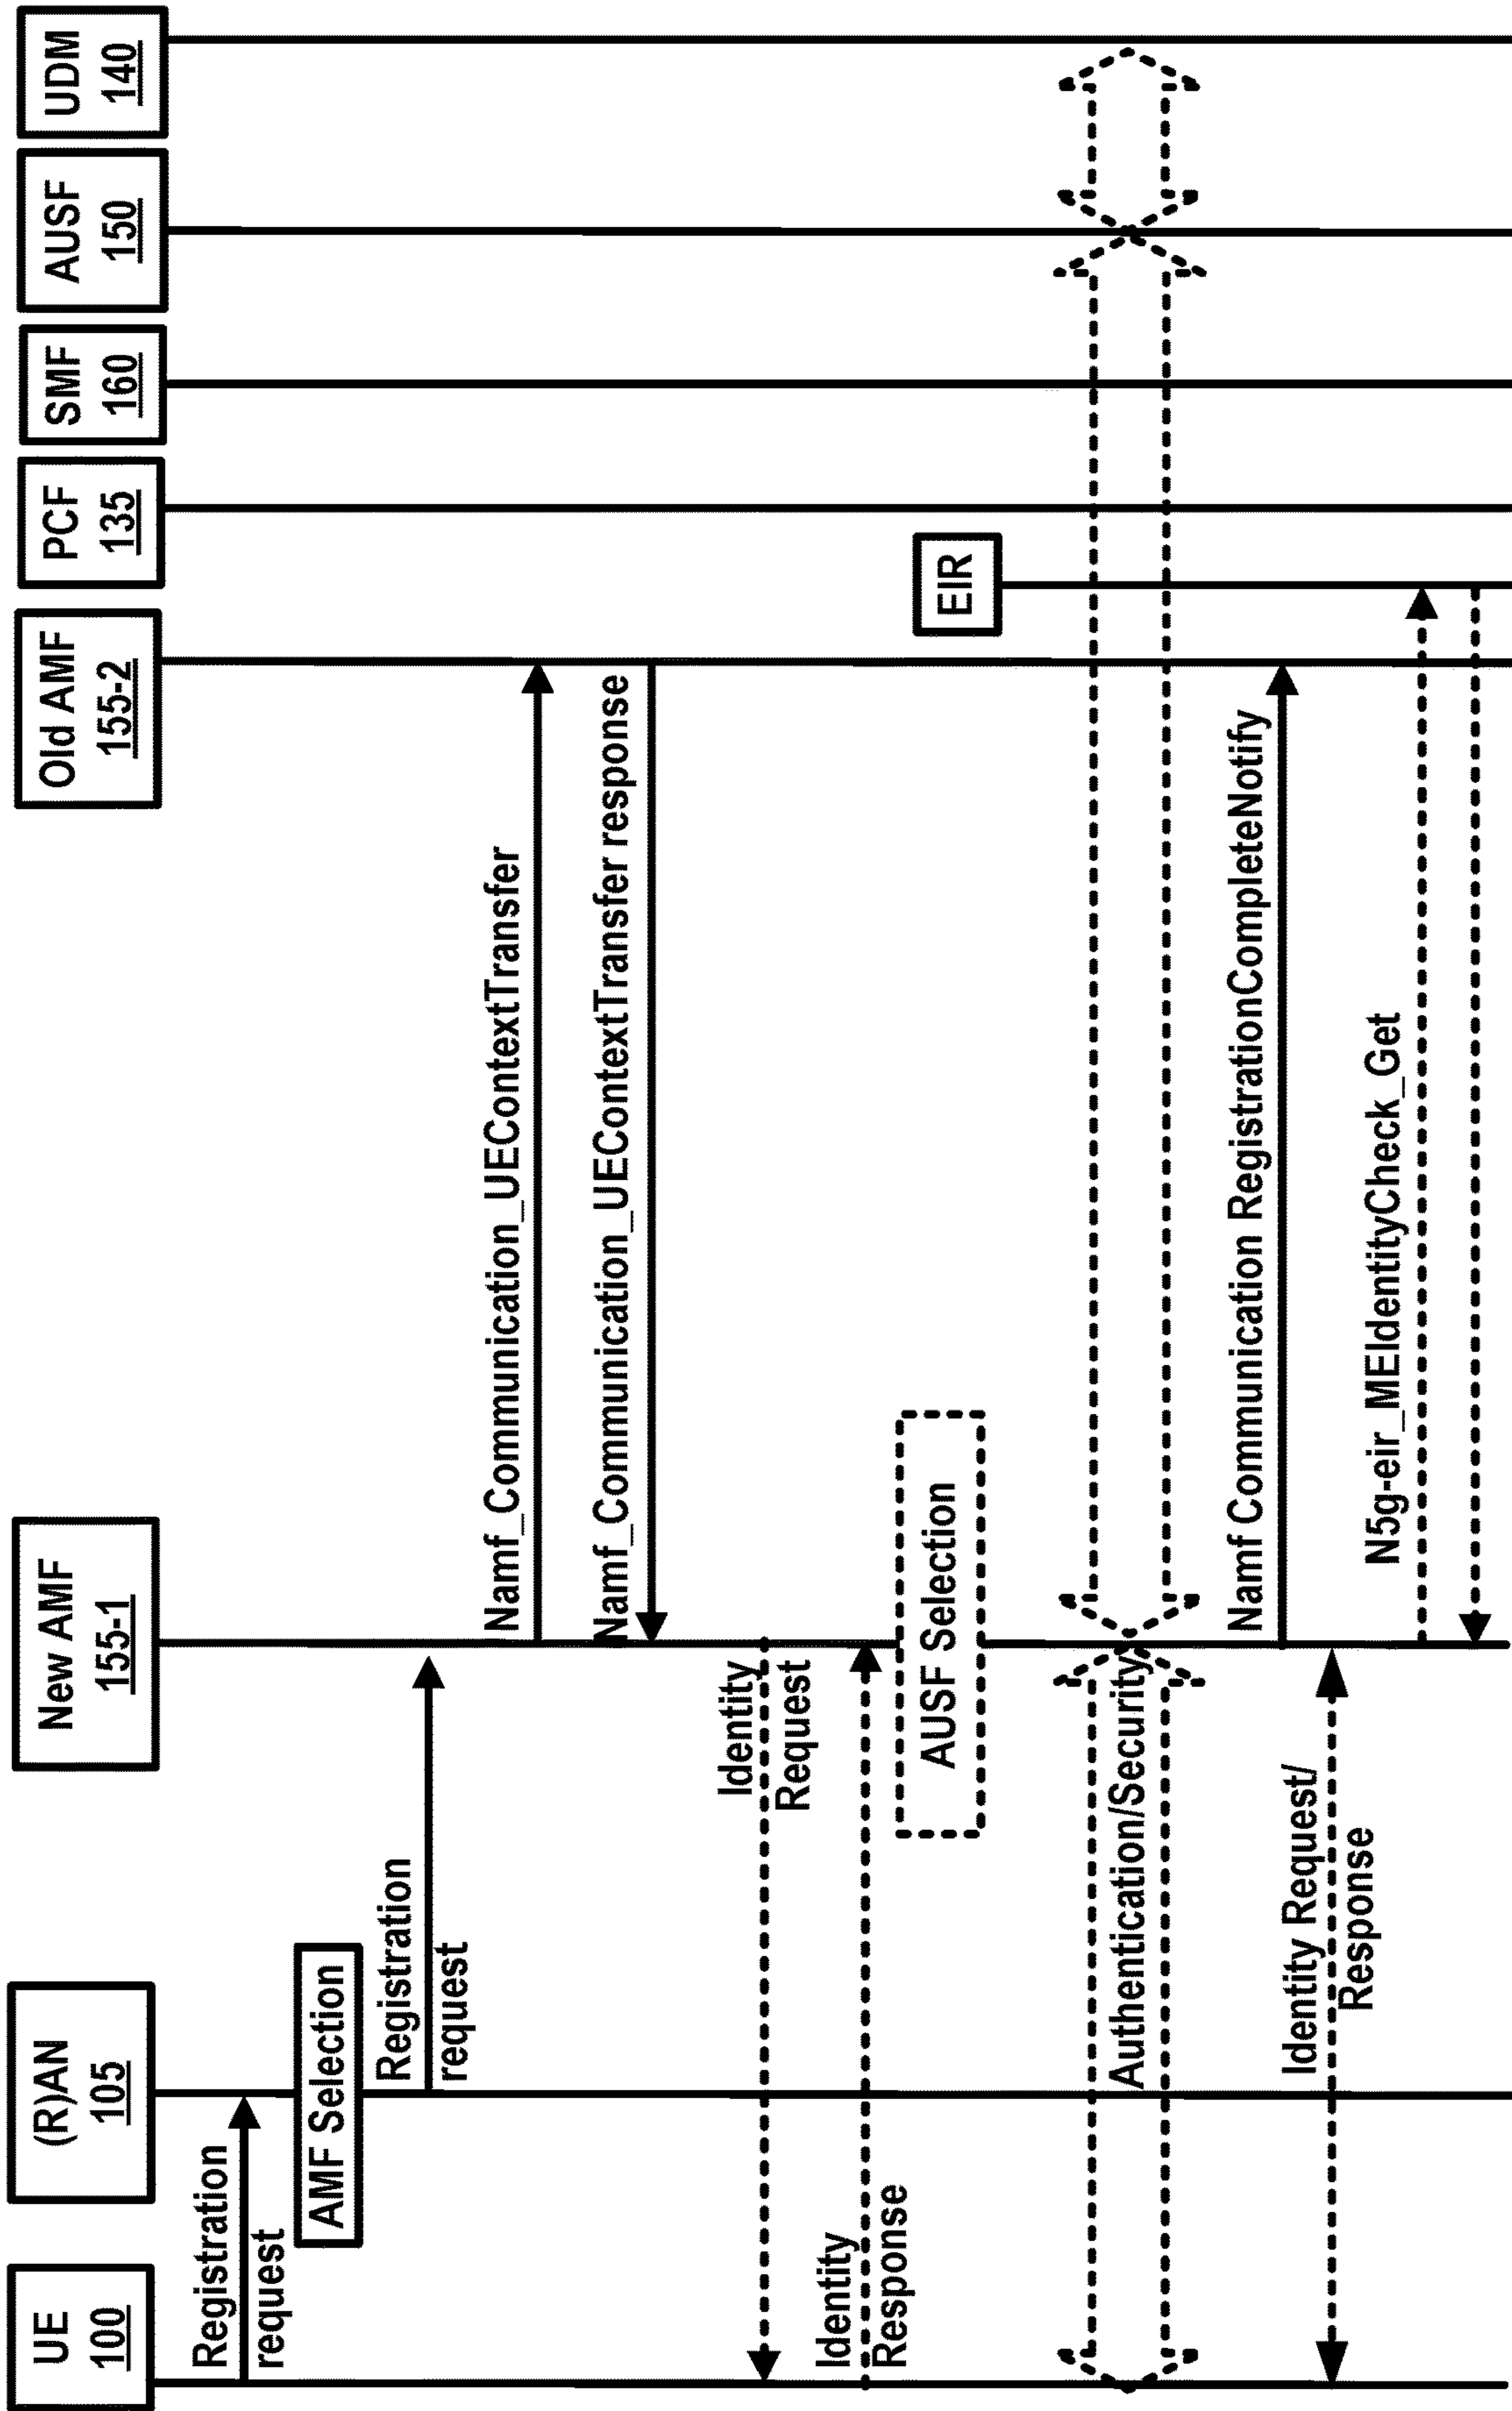 UE
100
(R)AN
105
New AMF
155-1
Old AMF
155-2
PCF
135
SMF
160
AUSF
150
UDM
140
Registration
request
AMF Selection
Registration
request
Namf_Communication_UEContextTransfer
Namf_Communication_UEContextTransfer response
Identity
Request
Identity
Response
AUSF Selection
EIR
Authentication/Security
Namf Communication RegistrationCompleteNotify
Identity Request/
Response
N5g-eir_MEIdentityCheck_Get